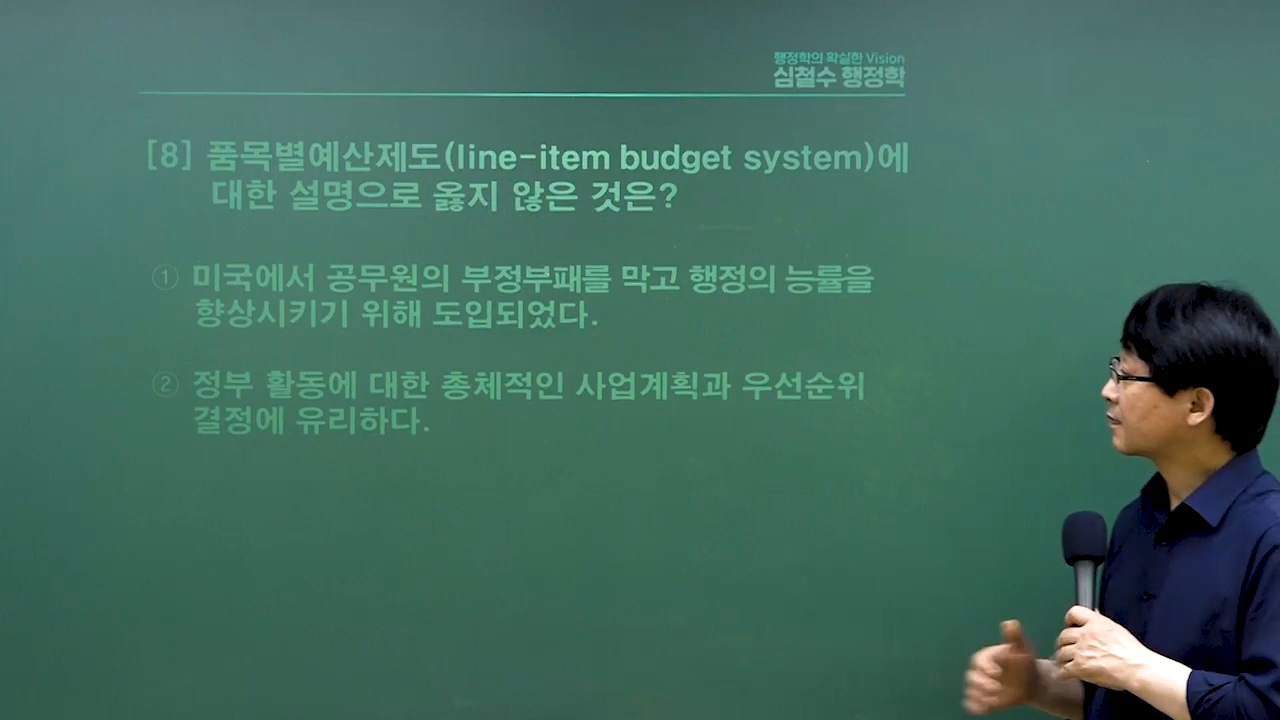 행정학의 확실한 Vision
심철수 행정학
[8] 품목별예산제도(line-item budget system)에
대한 설명으로 옳지 않은 것은?
① 미국에서 공무원의 부정부패를 막고 행정의 능률을
향상시키기 위해 도입되었다.
② 정부 활동에 대한 총체적인 사업계획과 우선순위
결정에 유리하다.